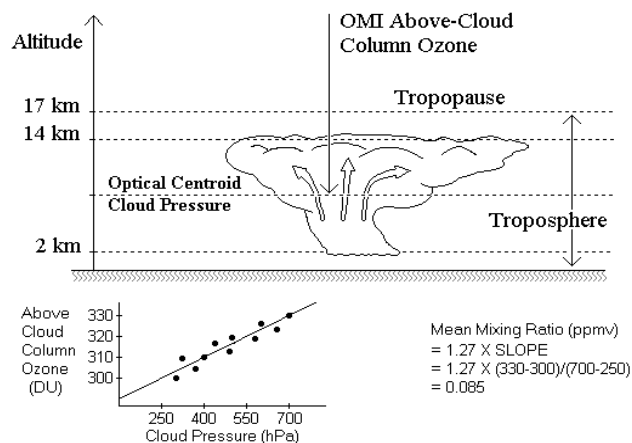 OMI Above-Cloud
Column Ozone
Altitude
17 km
Tropopause
14 km
Optical Centroid
Cloud Pressure
Troposphere
2 km
Above
Cloud
Column
Ozone
(DU)
330
320
310
300
250
400
550
700
Cloud Pressure (hPa)
Mean Mixing Ratio (ppmv)
= 1.27 X SLOPE
= 1.27 X (330-300)/(700-250)
= 0.085